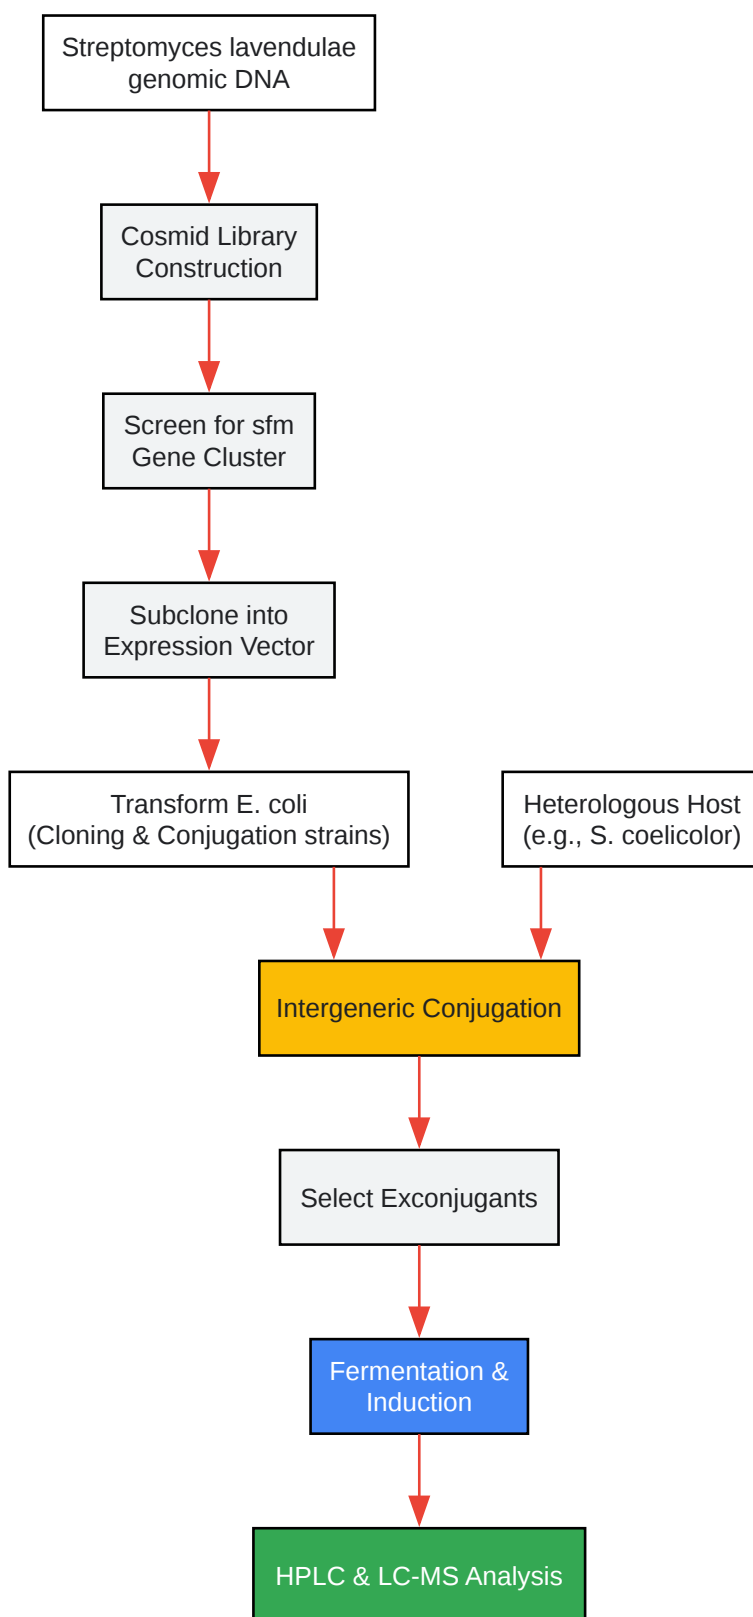 Streptomyces lavendulae
genomic DNA
Cosmid Library
Construction
Screen for sfm
Gene Cluster
Subclone into
Expression Vector
Transform E. coli
(Cloning & Conjugation strains)
Heterologous Host
(e.g., S. coelicolor)
Intergeneric Conjugation
Select Exconjugants
Fermentation &
Induction
HPLC & LC-MS Analysis